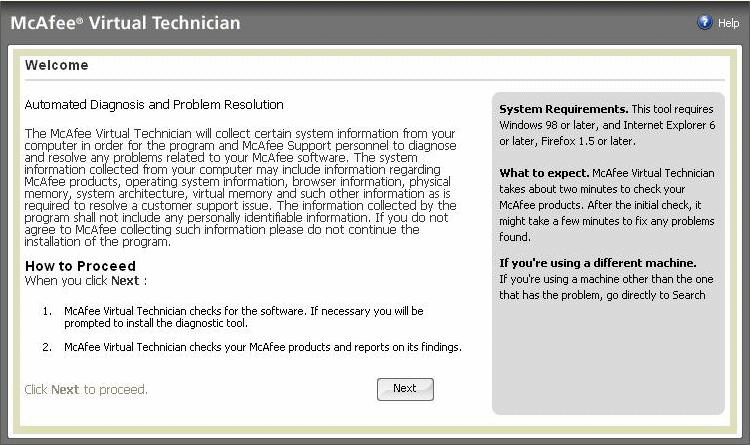 McAfee® Virtual Technician
Help
Welcome
Automated Diagnosis and Problem Resolution
The McAfee Virtual Technician will collect certain system information from your
computer in order for the program and McAfee Support personnel to diagnose
and resolve any problems related to your McAfee software. The system
information collected from your computer may include information regarding
McAfee products, operating system information, browser information, physical
memory, system architecture, virtual memory and such other information as is
required to resolve a customer support issue. The information collected by the
program shall not include any personally identifiable information. If you do not
agree to McAfee collecting such information please do not continue the
installation of the program.
How to Proceed
When you click Next :
1. McAfee Virtual Technician checks for the software. If necessary you will be
prompted to install the diagnostic tool.
2. McAfee Virtual Technician checks your McAfee products and reports on its findings.
Click Next to proceed.
Next
System Requirements. This tool requires
Windows 98 or later, and Internet Explorer 6
or later, Firefox 1.5 or later.
What to expect. McAfee Virtual Technician
takes about two minutes to check your
McAfee products. After the initial check, it
might take a few minutes to fix any problems
found.
If you're using a different machine.
If you're using a machine other than the one
that has the problem, go directly to Search